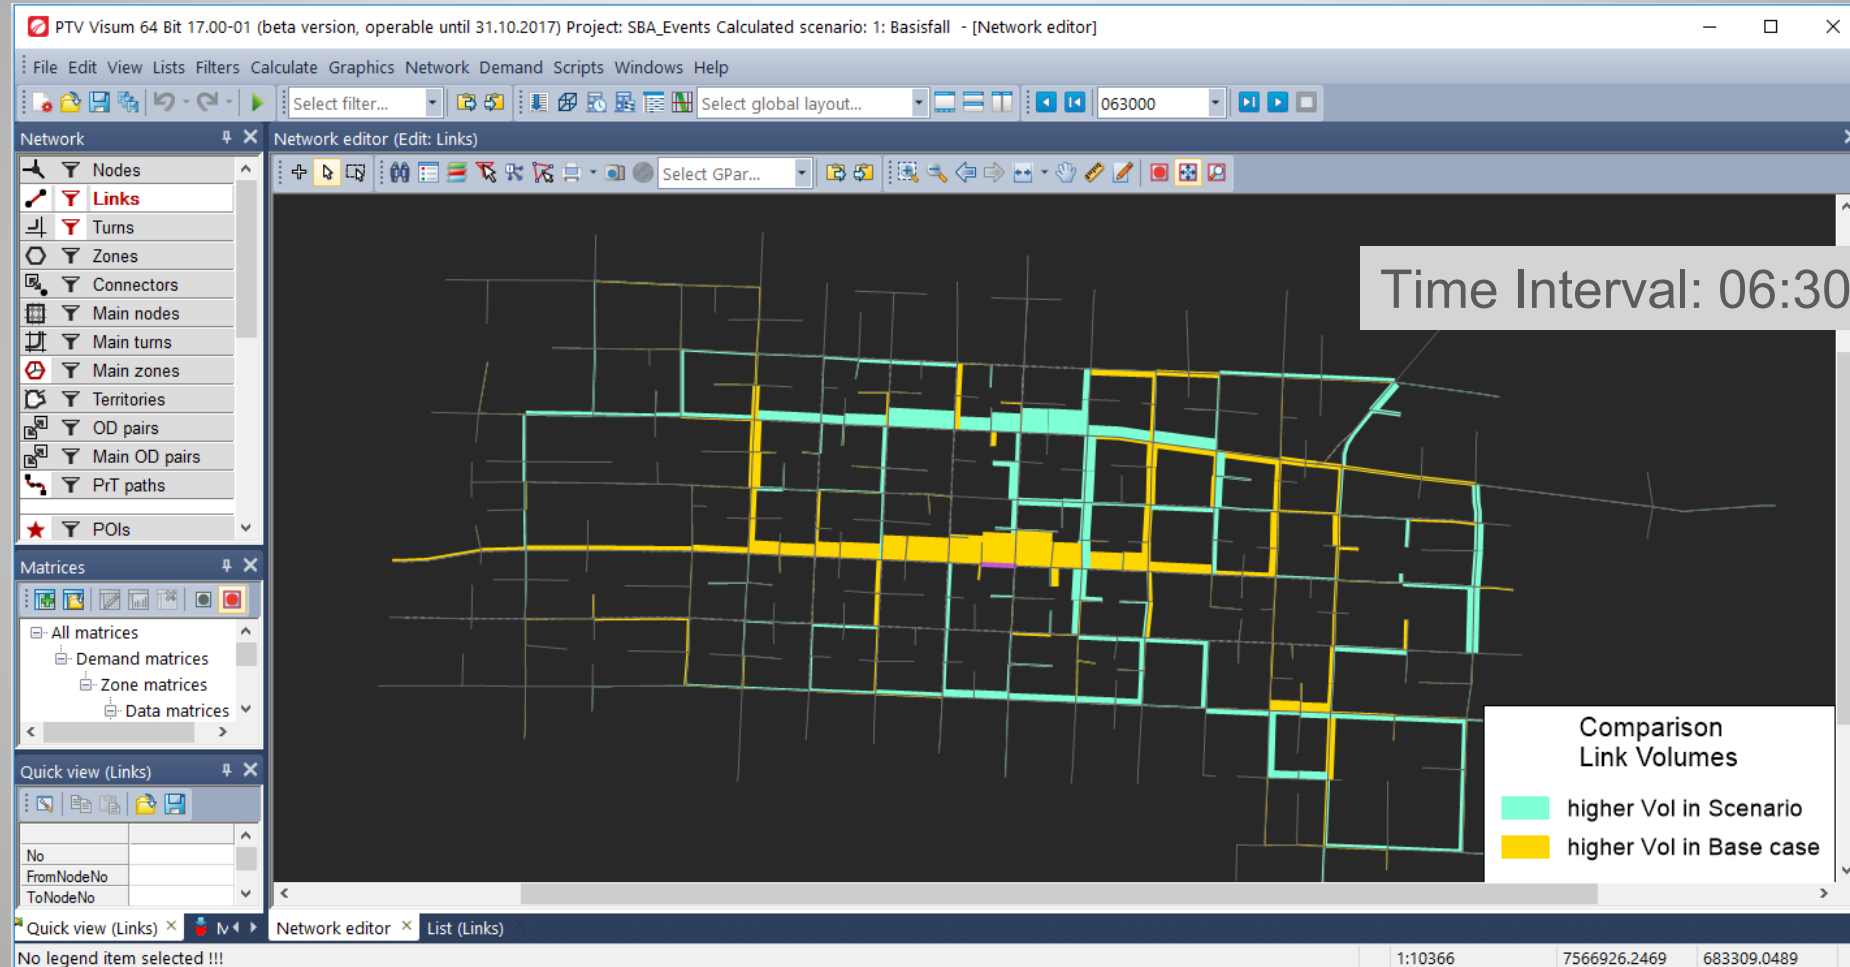 PTV Visum 64 Bit 17.00-01 (beta version, operable until 31.10.2017) Project: SBA_Events Calculated scenario: 1: Basisfall - [Network editor]
File Edit View Lists Filters Calculate Graphics Network Demand Scripts Windows Help
Select filter... Select global layout... 063000
Network
Network editor (Edit: Links)
Select GPar...
Nodes
Links
Turns
Zones
Connectors
Main nodes
Main turns
Main zones
Territories
OD pairs
Main OD pairs
PrT paths
POIs
Time Interval: 06:30
Matrices
All matrices
Demand matrices
Zone matrices
Data matrices
Quick view (Links)
No
FromNodeNo
ToNodeNo
Comparison
Link Volumes
higher Vol in Scenario
higher Vol in Base case
Quick view (Links) M
Network editor List (Links)
No legend item selected !!! 1:10366 7566926.2469 683309.0489